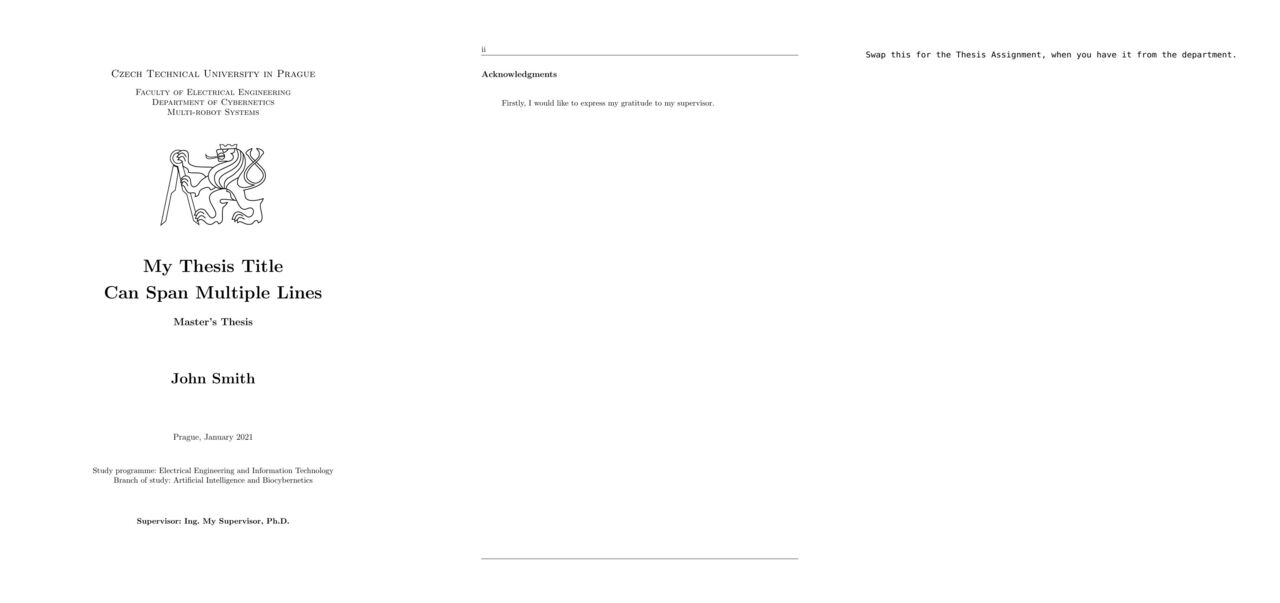 Czech Technical University in Prague
Faculty of Electrical Engineering
Department of Cybernetics
Multi-robot Systems
My Thesis Title
Can Span Multiple Lines
Master's Thesis
John Smith
Prague, January 2021
Study programme: Electrical Engineering and Information Technology
Branch of study: Artificial Intelligence and Biocybernetics
Supervisor: Ing. My Supervisor, Ph.D.
ii
Acknowledgments
Firstly, I would like to express my gratitude to my supervisor.
Swap this for the Thesis Assignment, when you have it from the department.